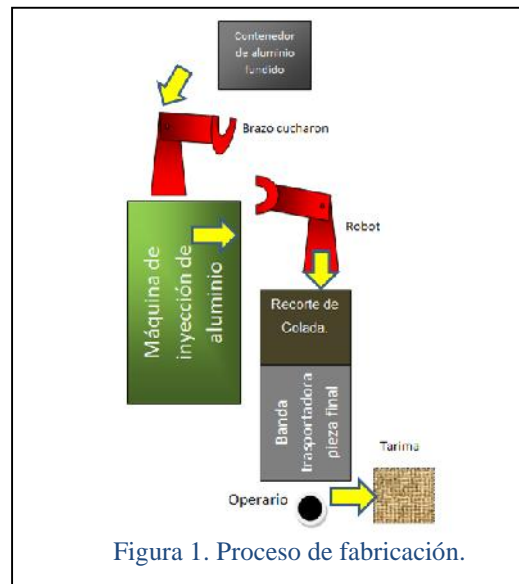 Contenedor
de aluminio
fundido
Brazo cucharon
Robot
Máquina de
inyección de
aluminio
Recorte de
Colada.
Banda
trasportadora
pieza final
Tarima
Operario
Figura 1. Proceso de fabricación.